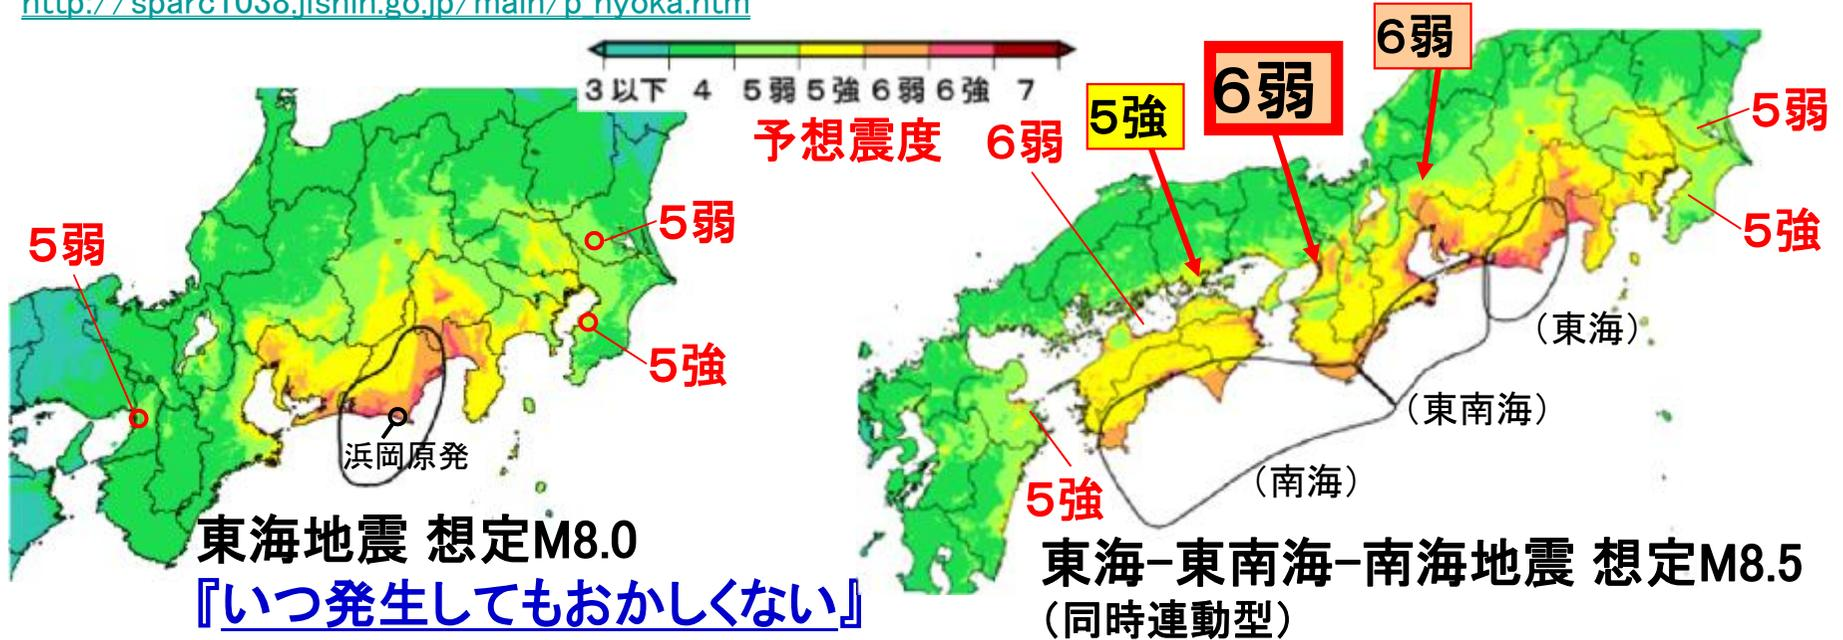 http://sparc1038.jishin.go.jp/main/p_hyoka.htm
3以下 4 5弱 5強 6弱 6強 7
予想震度
5弱
5弱
5強
浜岡原発
東海地震 想定M8.0
『いつ発生してもおかしくない』
6弱
5強
6弱
6弱
5弱
5強
5強
（東海）
（東南海）
（南海）
東海-東南海-南海地震 想定M8.5
（同時連動型）